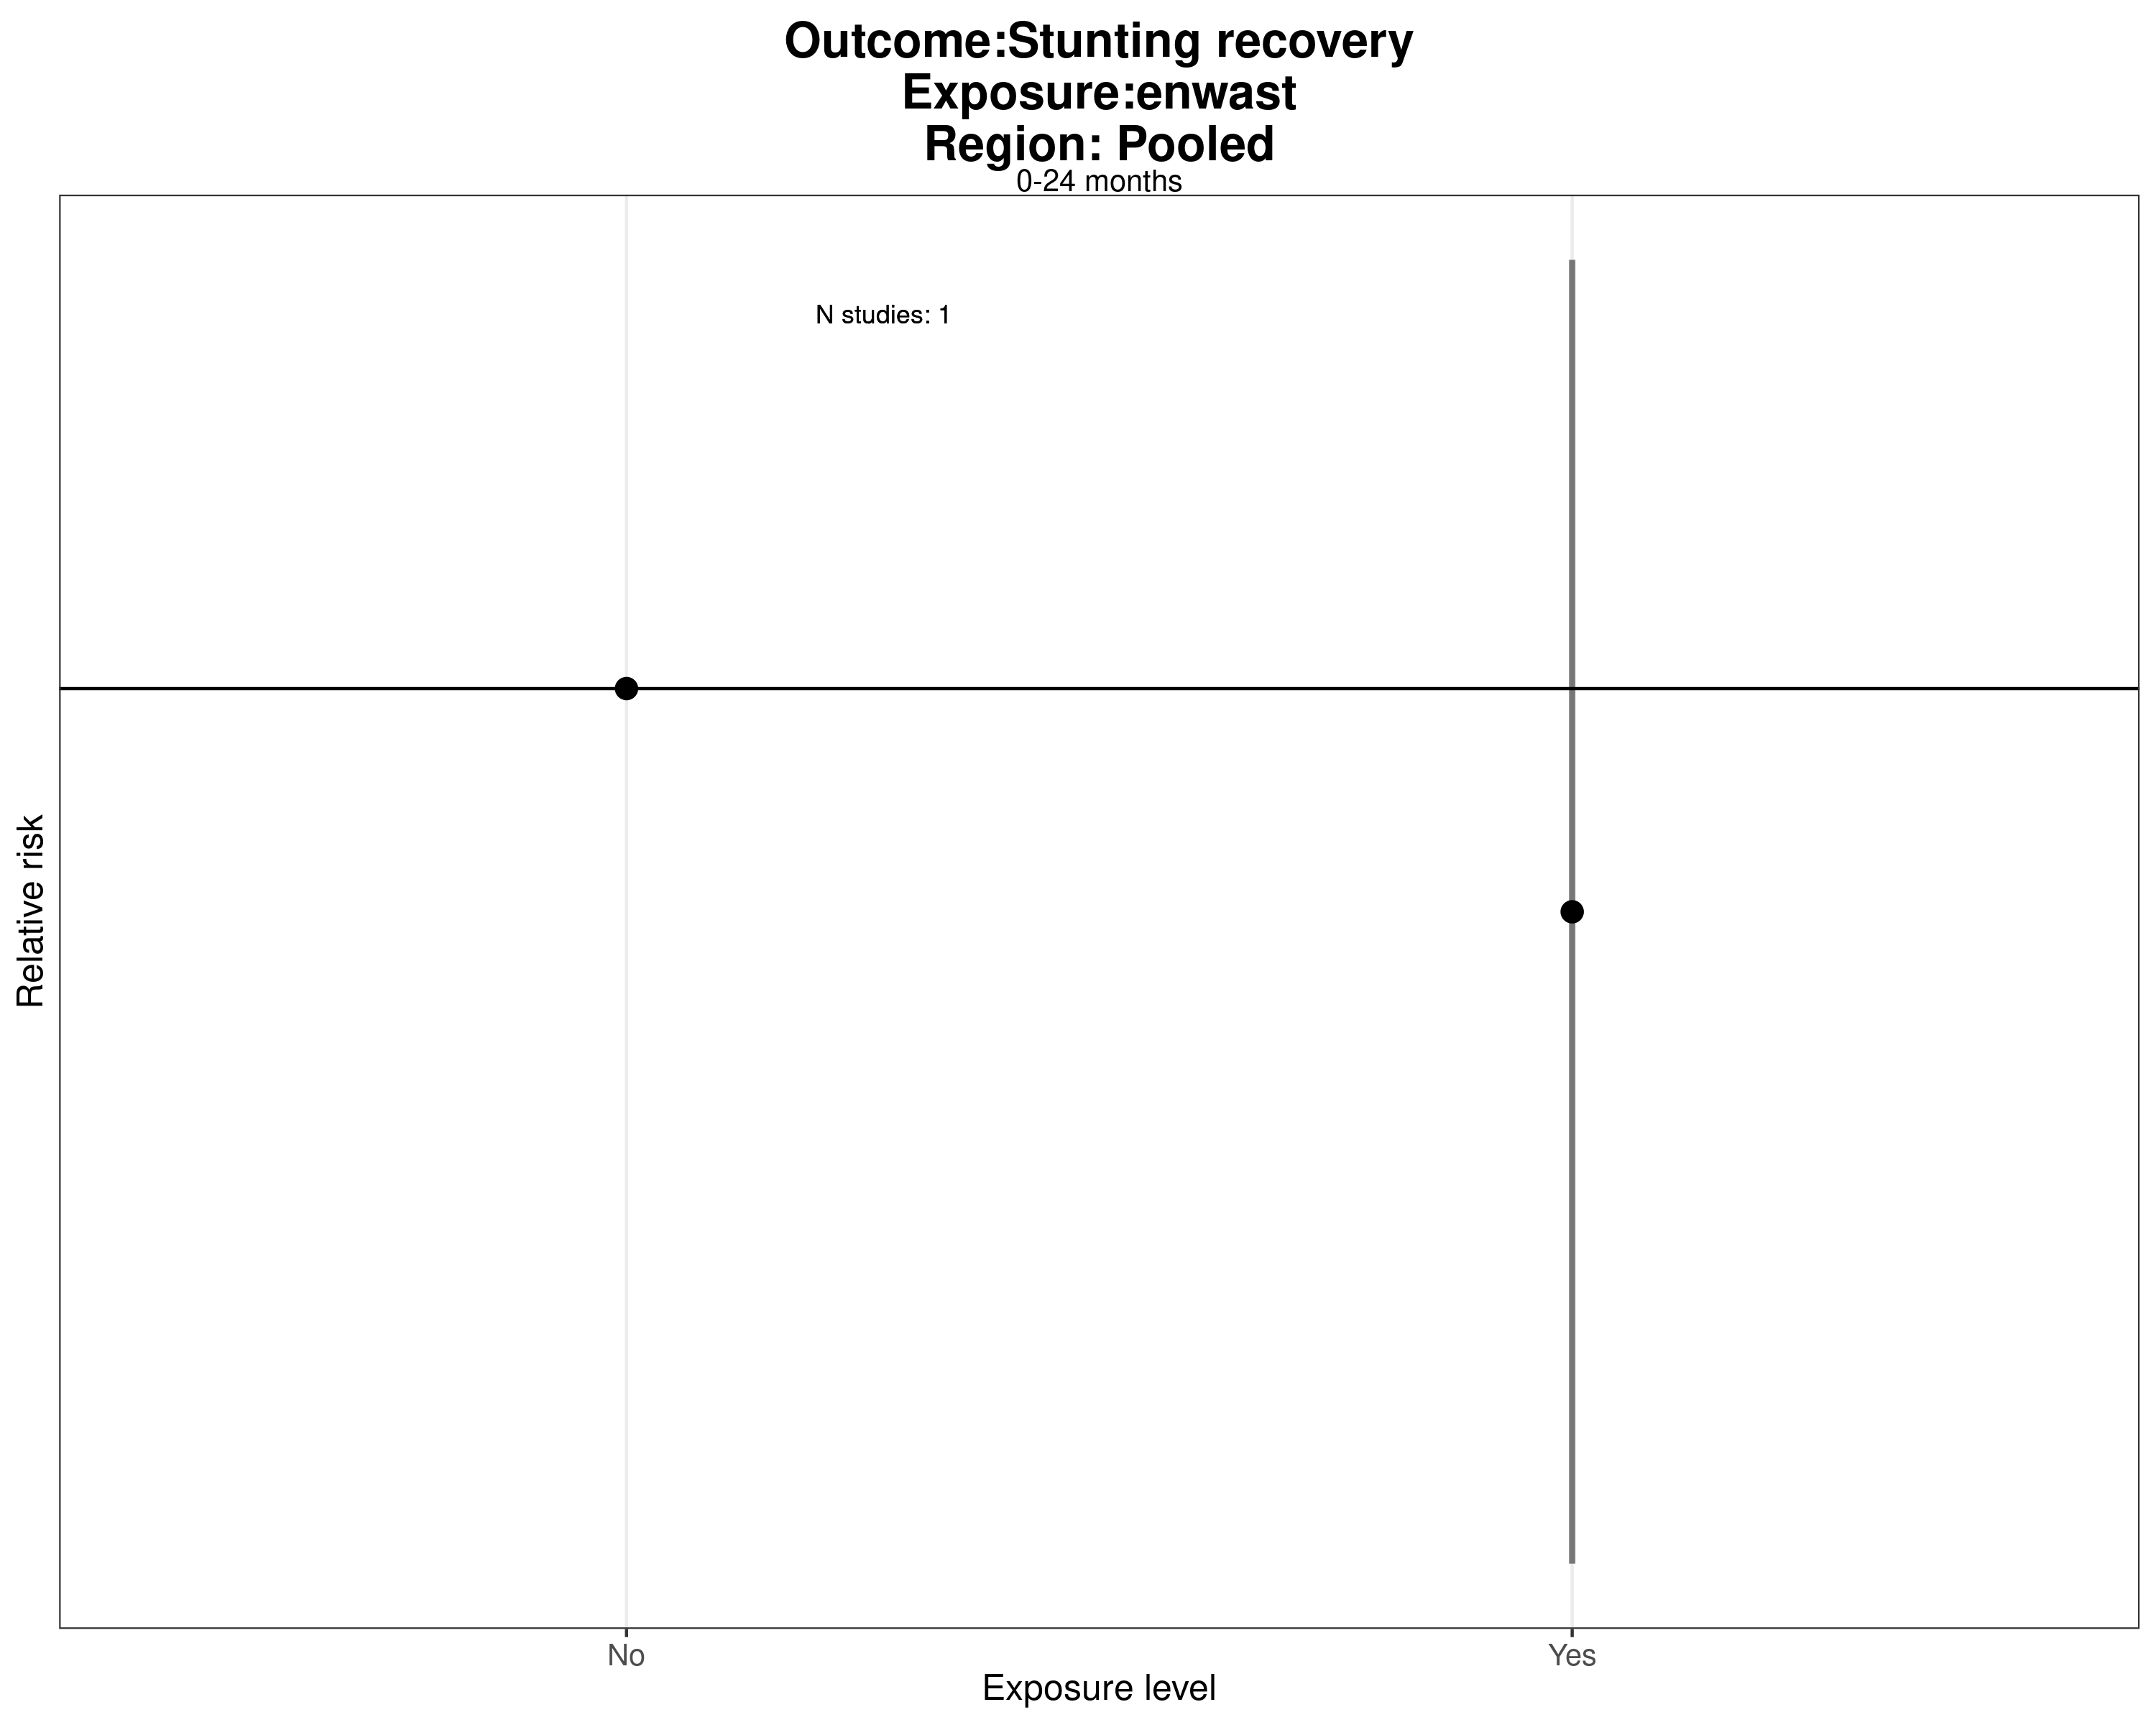 Outcome:Stunting recovery
Exposure:enwast
Region: Pooled
0-24 months
N studies: 1
Relative risk
No
Yes
Exposure level